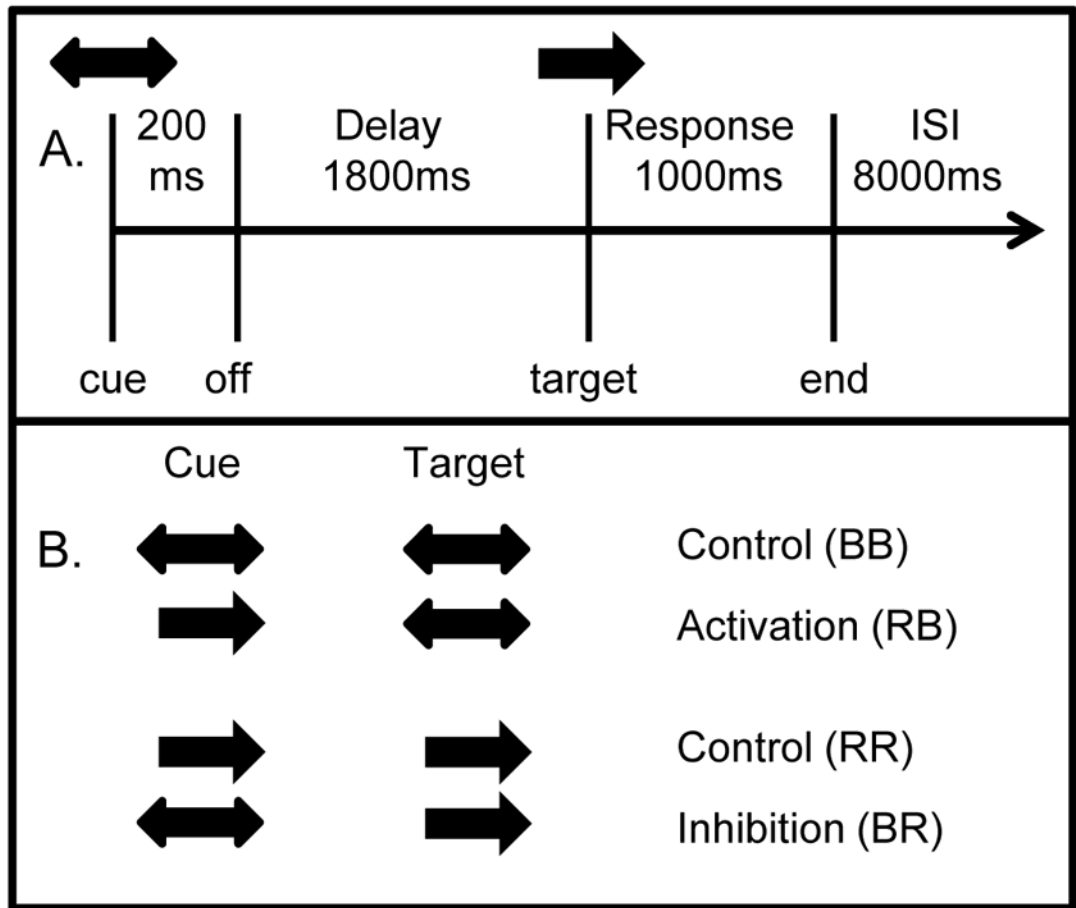 A.
200 ms
Delay 1800ms
Response 1000ms
ISI 8000ms
cue off target end
B.
Cue Target
Control (BB)
Activation (RB)
Control (RR)
Inhibition (BR)